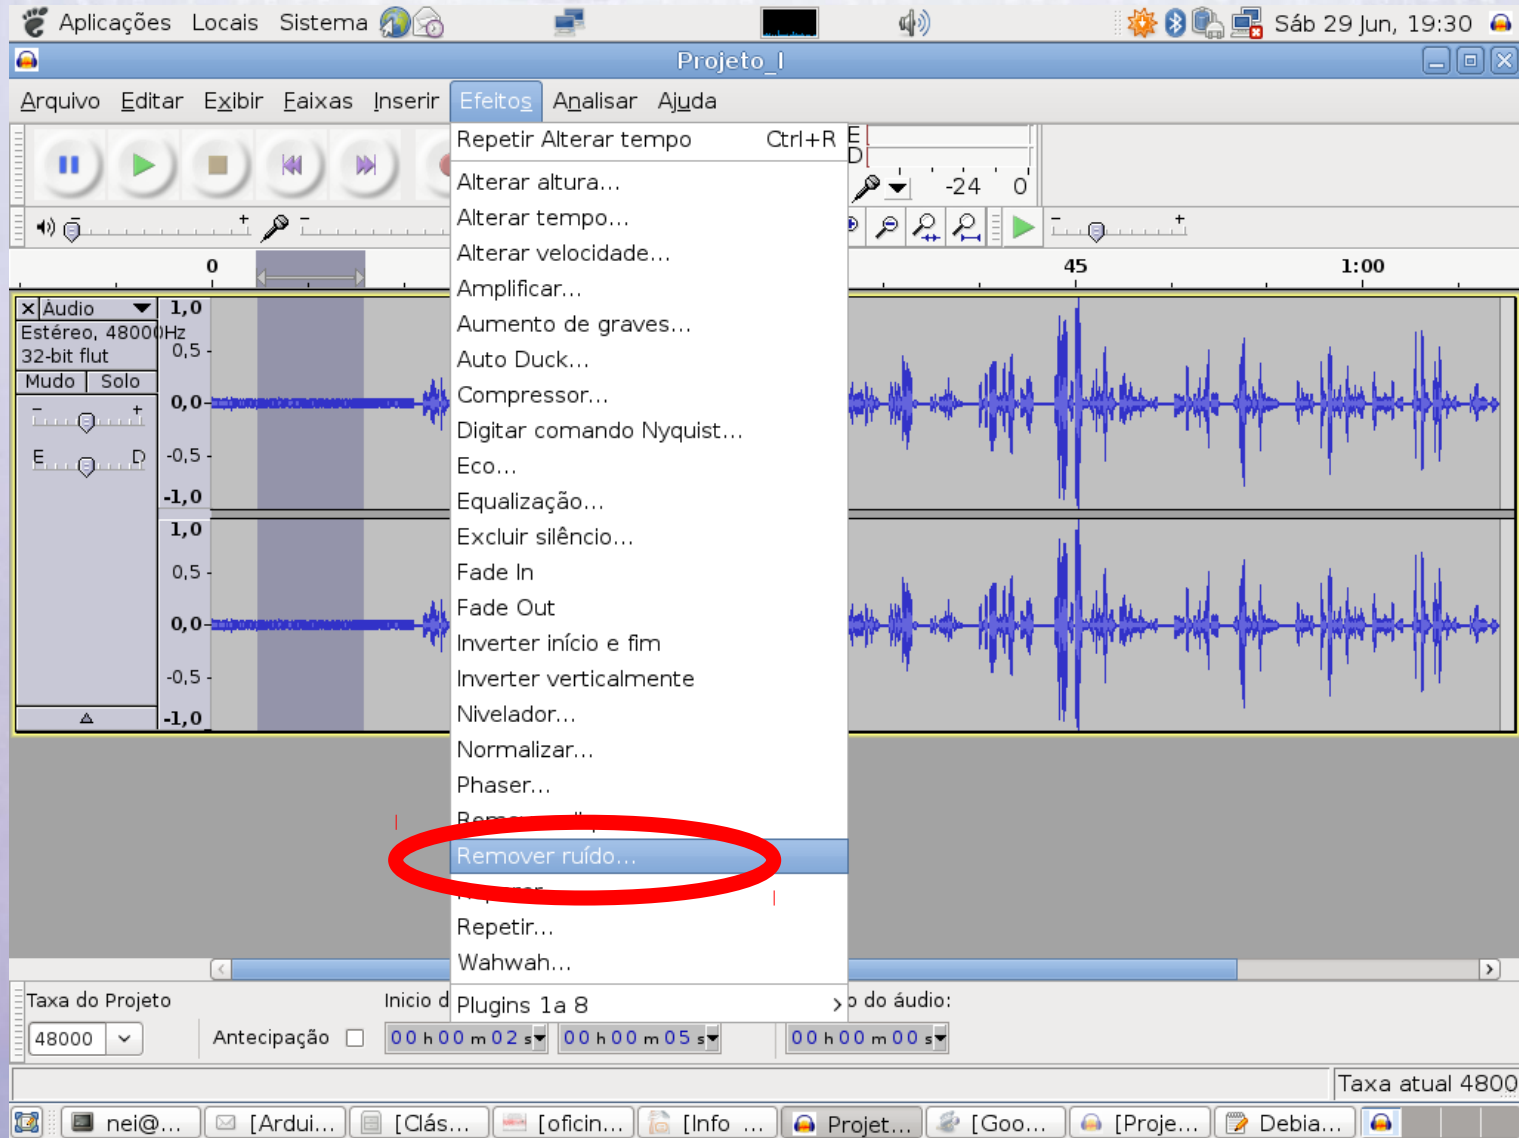 Aplicações Locais Sistema Sáb 29 Jun, 19:30
Projeto_I
Arquivo Editar Exibir Faixas Inserir Efeitos Analisar Ajuda
Repetir Alterar tempo Ctrl+R
E
D
-24 0
Alterar altura...
Alterar tempo...
Alterar velocidade...
Amplificar...
Aumento de graves...
Auto Duck...
Compressor...
Digitar comando Nyquist...
Eco...
Equalização...
Excluir silêncio...
Fade In
Fade Out
Inverter início e fim
Inverter verticalmente
Nivelador...
Normalizar...
Phaser...
Remover ruído...
Repetir...
Wahwah...
Plugins 1a 8
- + -
- +
0 45 1:00
Áudio
Estéreo, 48000Hz
32-bit flut
Mudo Solo
- +
E D
1,0
0,5
0,0
-0,5
-1,0
1,0
0,5
0,0
-0,5
-1,0
Taxa do Projeto Inicio d o do áudio:
48000 Antecipação 00 h 00 m 02 s 00 h 00 m 05 s 00 h 00 m 00 s
Taxa atual 4800
nei@... [Ardui... [Clás... [oficin... [Info ... Projet... [Goo... [Proje... Debia...